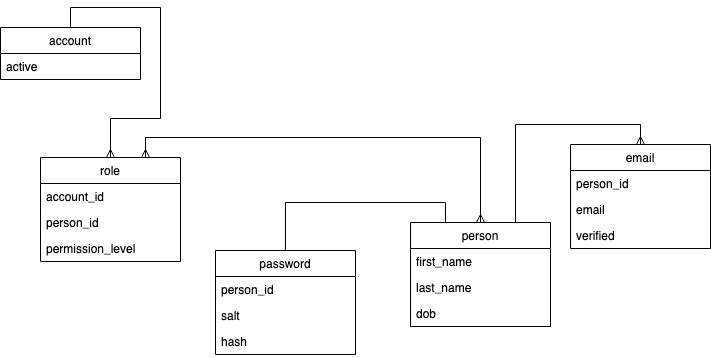 account
active
role
account_id
person_id
permission_level
password
person_id
salt
hash
person
first_name
last_name
dob
email
person_id
email
verified